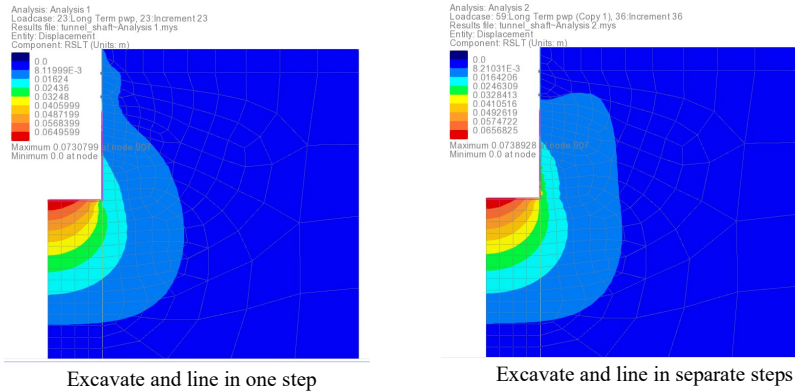 Analysis: Analysis 1
Loadcase: 23:Long Term pwp, 23:Increment 23
Results file: tunnel_shaft~Analysis 1.mys
Entity: Displacement
Component: RSLT (Units: m)
0.0
8.11999E-3
0.01624
0.02436
0.03248
0.0405999
0.0487199
0.0568399
0.0649599
Maximum 0.0730799 at node
Minimum 0.0 at node
Excavate and line in one step
Analysis: Analysis 2
Loadcase: 59:Long Term pwp (Copy 1), 36:Increment 36
Results file: tunnel_shaft~Analysis 2.mys
Entity: Displacement
Component: RSLT (Units: m)
0.0
8.21031E-3
0.0164206
0.0246309
0.0328413
0.0410516
0.0492619
0.0574722
0.0656825
Maximum 0.0738928 at node
Minimum 0.0 at node
Excavate and line in separate steps